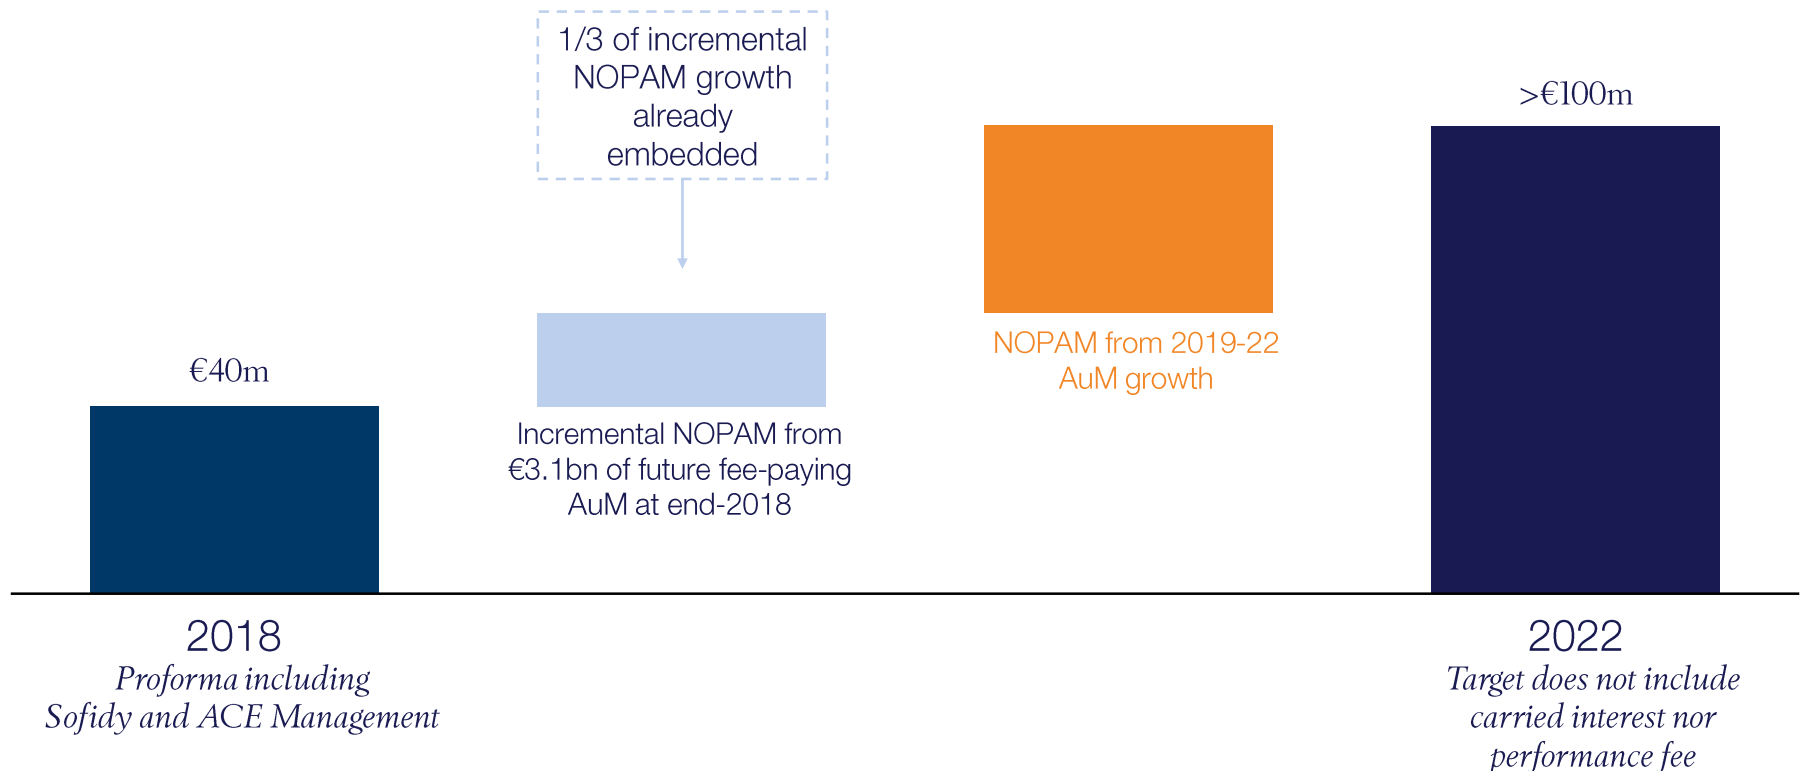 1/3 of incremental
NOPAM growth
already
embedded
>€100m
€40m
NOPAM from 2019-22
AuM growth
Incremental NOPAM from
€3.1bn of future fee-paying
AuM at end-2018
2018
Proforma including
Sofidy and ACE Management
2022
Target does not include
carried interest nor
performance fee